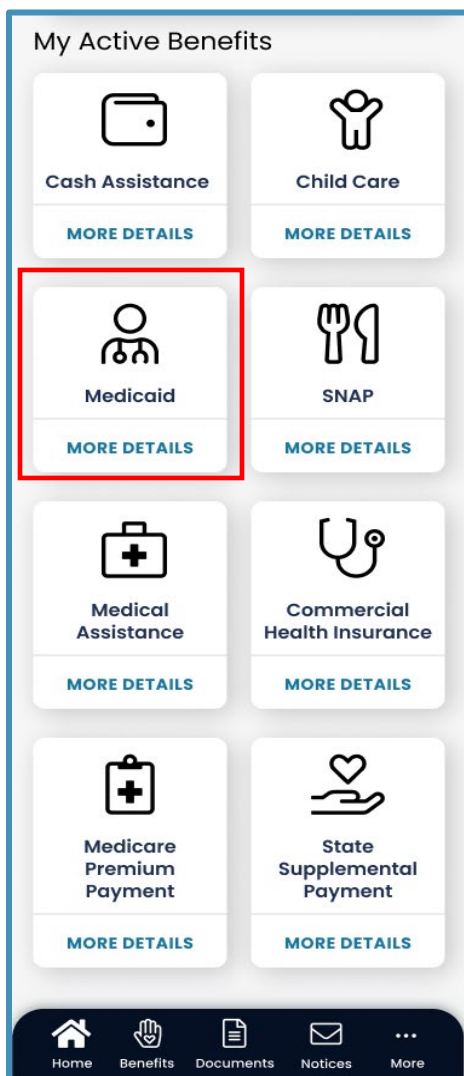 My Active Benefits
Cash Assistance
MORE DETAILS
Child Care
MORE DETAILS
Medicaid
MORE DETAILS
SNAP
MORE DETAILS
Medical
Assistance
MORE DETAILS
Commercial
Health Insurance
MORE DETAILS
Medicare
Premium
Payment
MORE DETAILS
State
Supplemental
Payment
MORE DETAILS
Home
Benefits
Documents
Notices
More